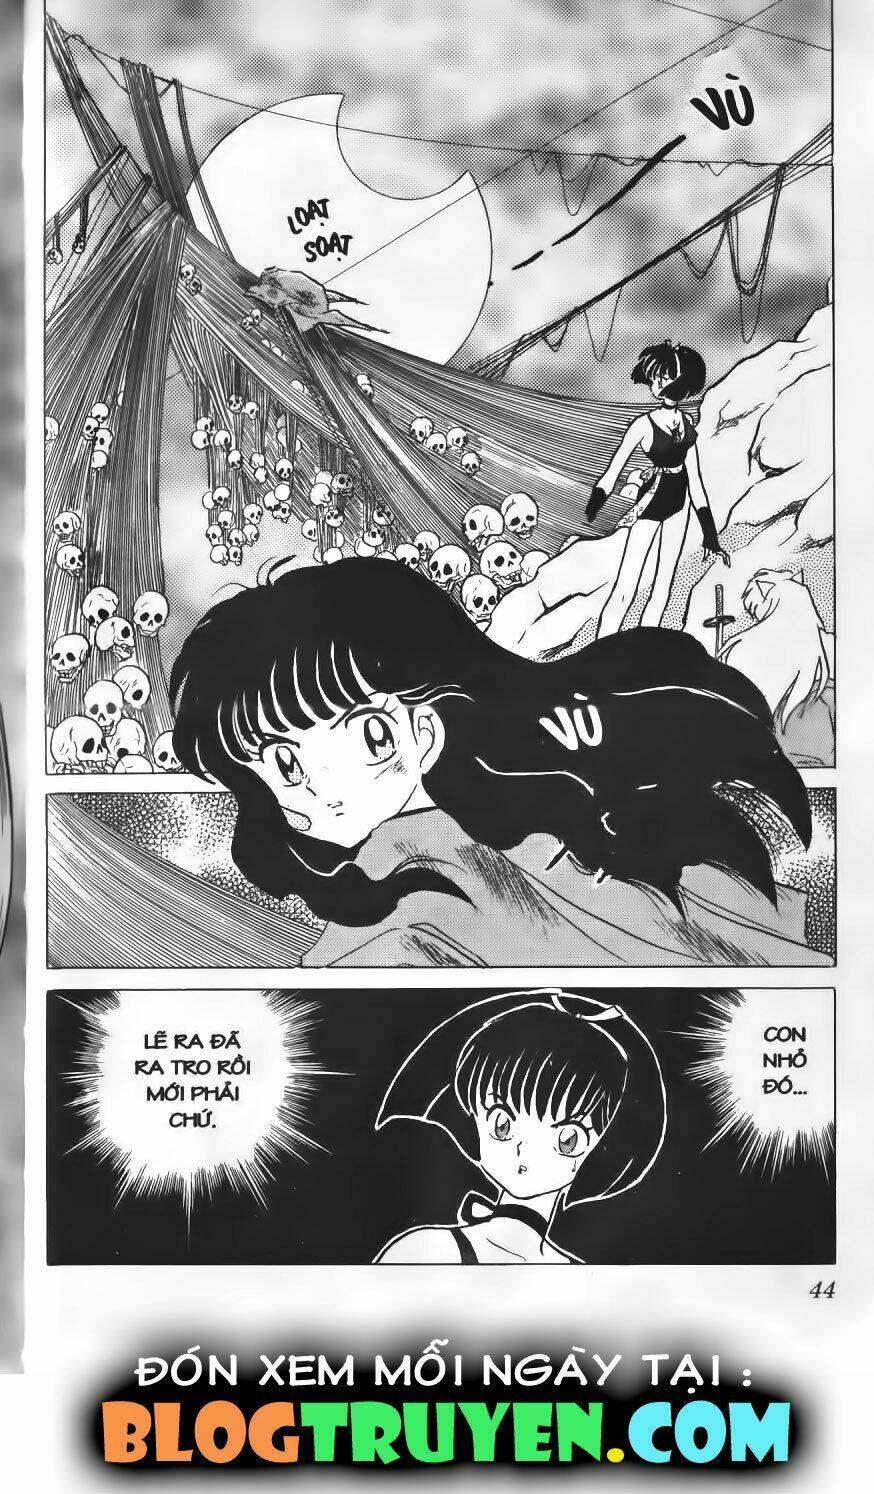 VÙ
LOẠT
SOẠT
VÙ
CON
NHỎ
ĐÓ...
LẼ RA ĐÃ
RA TRO RỒI
MỚI PHẢI
CHỨ.
44
ĐÓN XEM MỖI NGÀY TẠI :
BLOGTRUYEN.COM